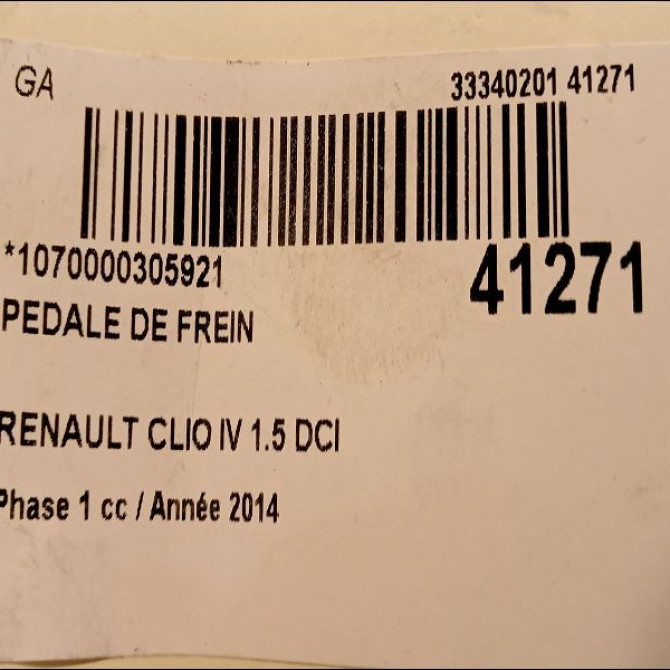 GA
33340201 41271
*1070000305921
41271
PEDALE DE FREIN
RENAULT CLIO IV 1.5 DCI
Phase 1 cc / Année 2014